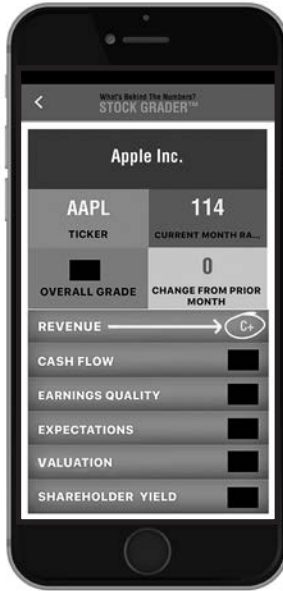 What's Behind The Numbers?
STOCK GRADER™
Apple Inc.
AAPL
TICKER
114
CURRENT MONTH RA...
OVERALL GRADE
0
CHANGE FROM PRIOR
MONTH
REVENUE C+
CASH FLOW
EARNINGS QUALITY
EXPECTATIONS
VALUATION
SHAREHOLDER YIELD